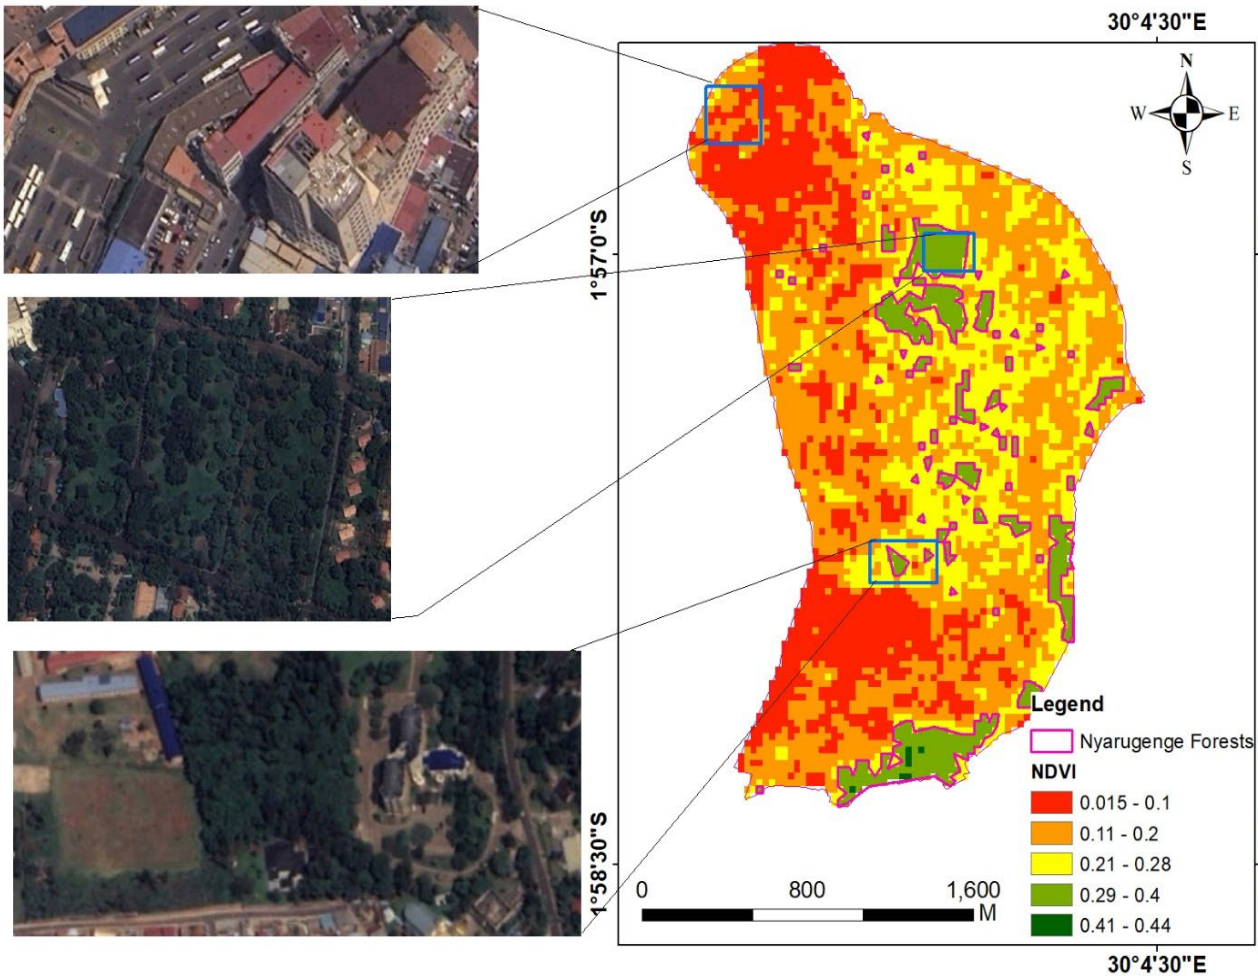 30°4'30"E
N
W
E
S
1°57'0"S
Legend
Nyarugenge Forests
NDVI
0.015 - 0.1
0.11 - 0.2
0.21 - 0.28
0.29 - 0.4
0.41 - 0.44
1°58'30"S
0 800 1,600
M
30°4'30"E